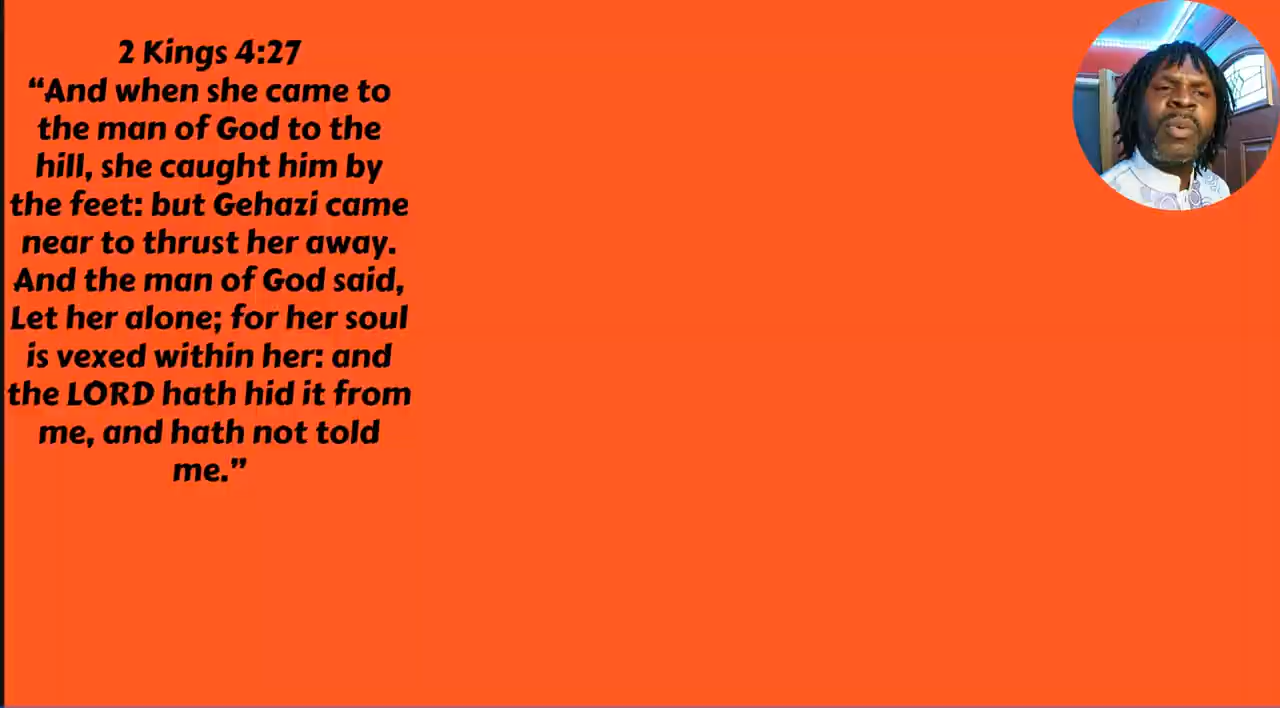 2 Kings 4:27
“And when she came to
the man of God to the
hill, she caught him by
the feet: but Gehazi came
near to thrust her away.
And the man of God said,
Let her alone; for her soul
is vexed within her: and
the LORD hath hid it from
me, and hath not told
me.”